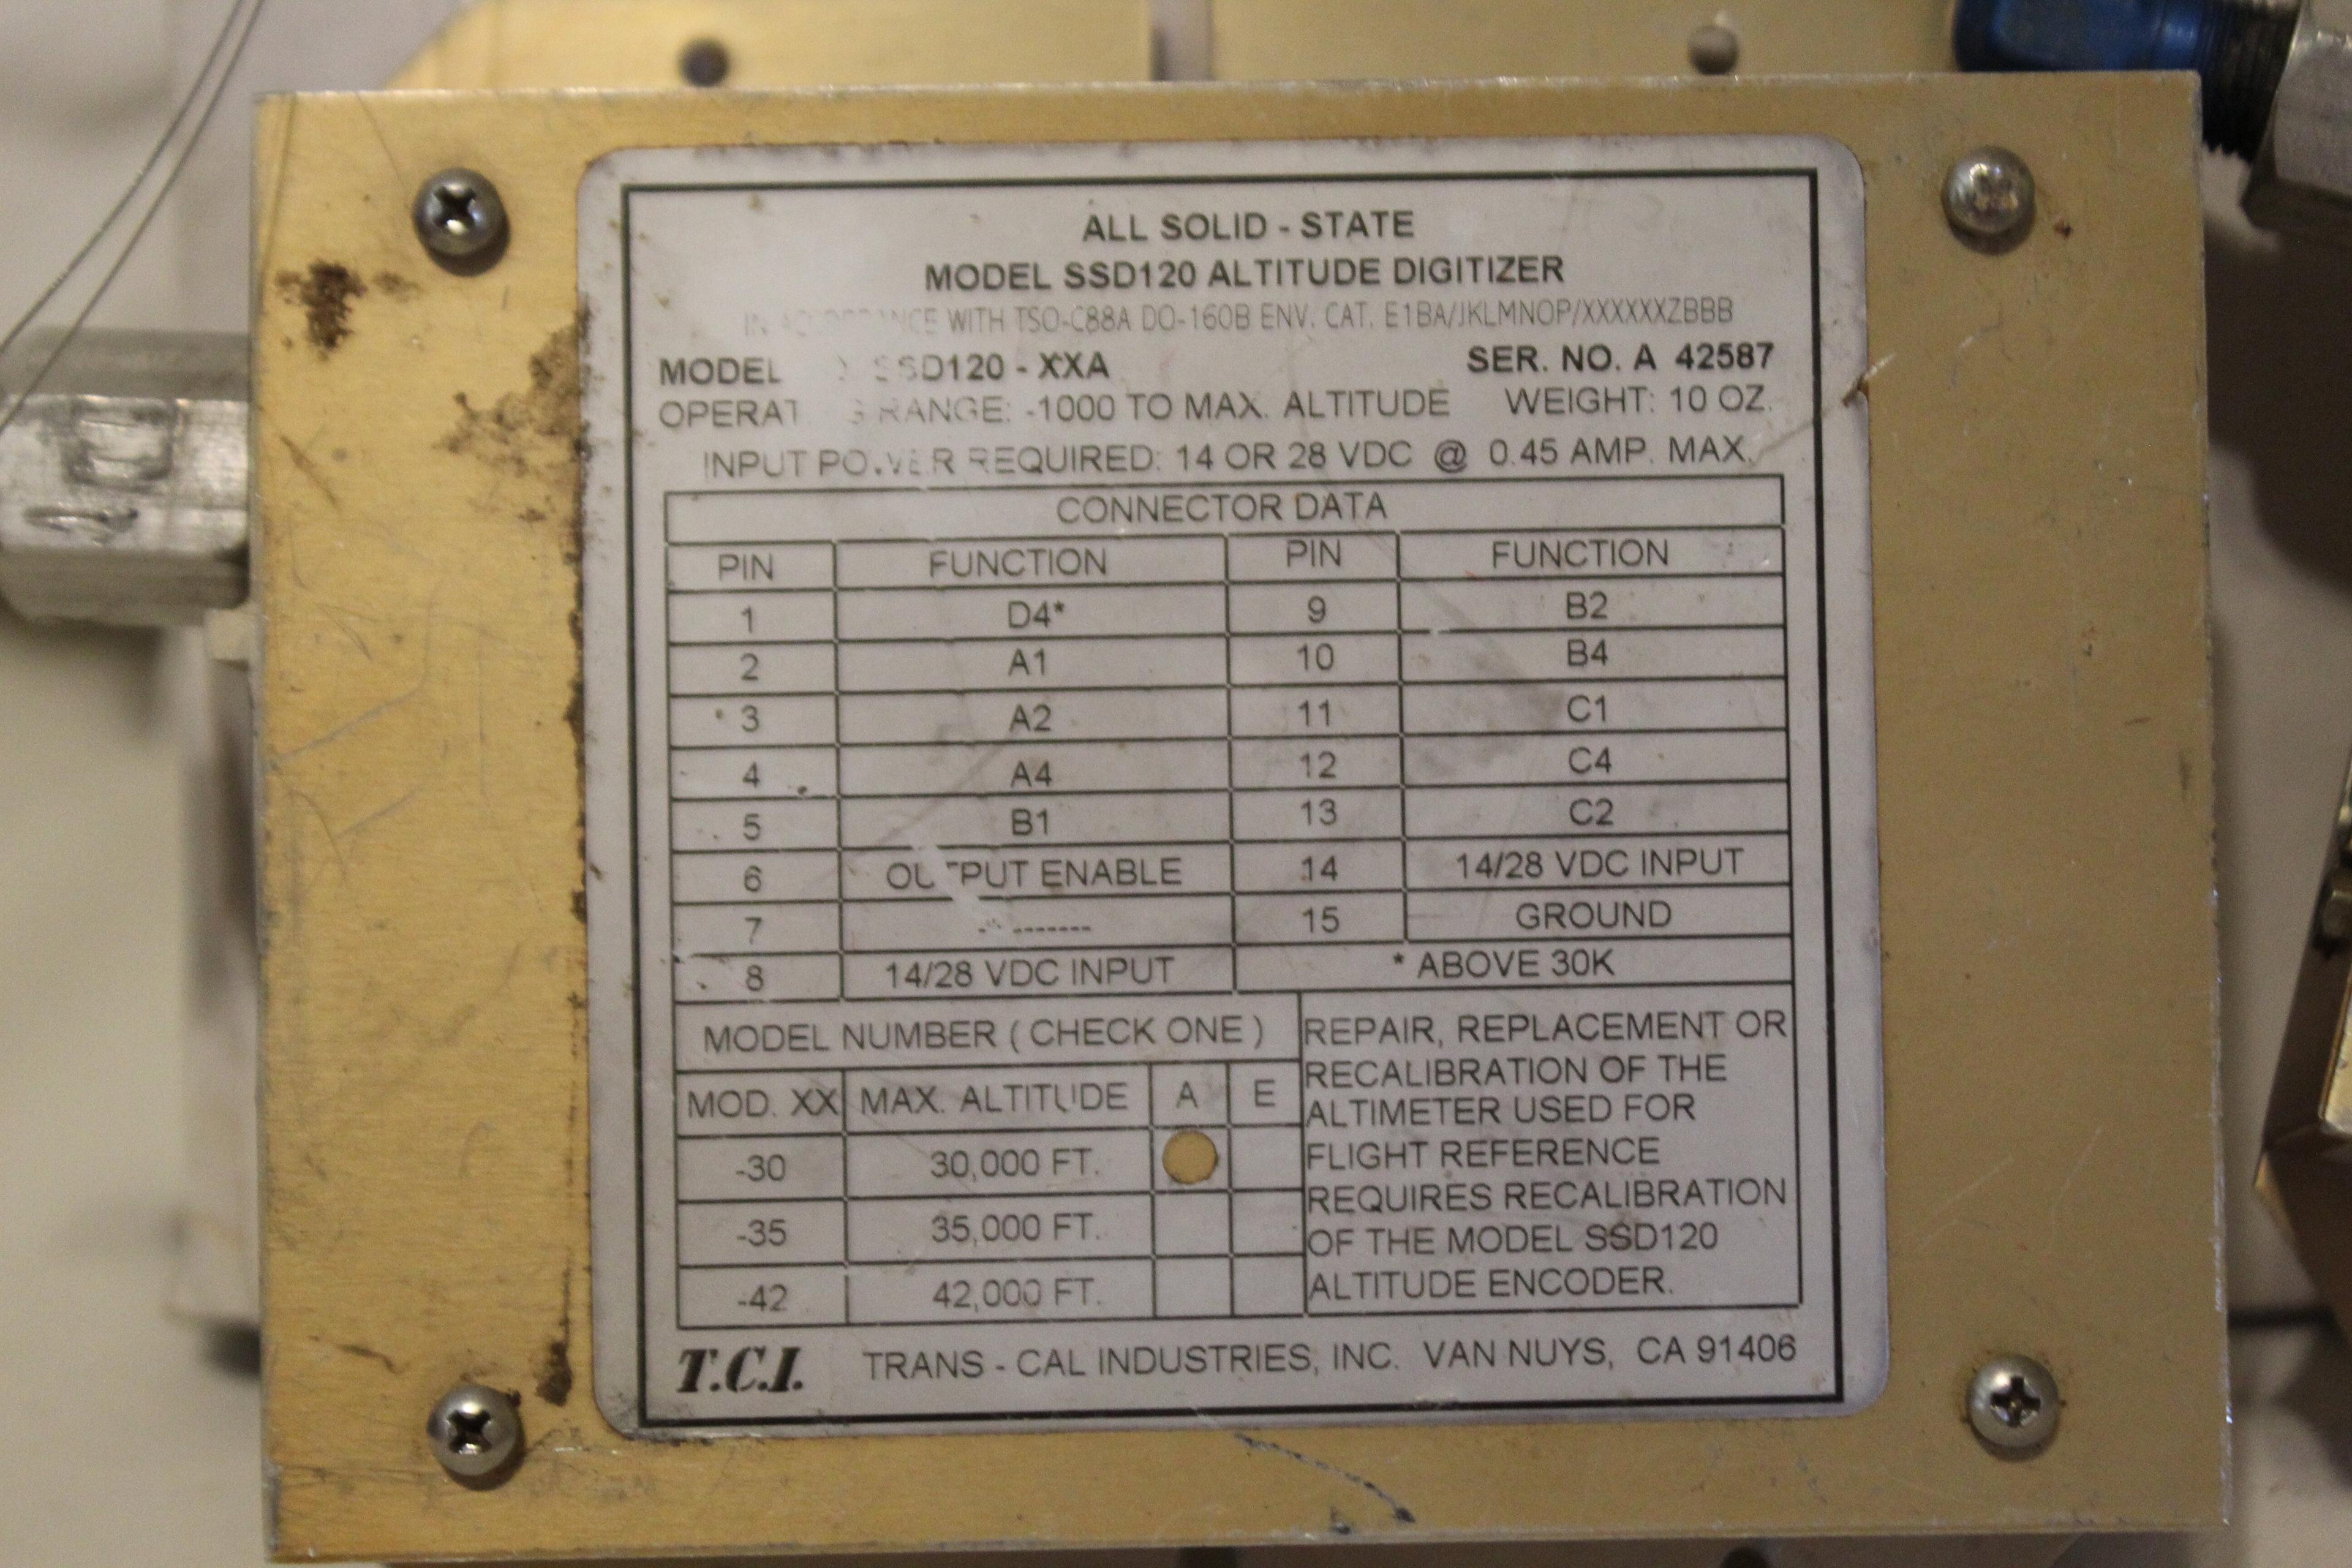 ALL SOLID - STATE
MODEL SSD120 ALTITUDE DIGITIZER
WITH TSO-C88A DO-160B ENV. CAT. E1BA/JKLMNOP/XXXXXXZBBB
MODEL SSD120 - XXA SER. NO. A 42587
RANGE: -1000 TO MAX. ALTITUDE WEIGHT: 10 OZ.
INPUT POWER REQUIRED: 14 OR 28 VDC @ 0.45 AMP. MAX.
CONNECTOR DATA
PIN FUNCTION PIN FUNCTION
1 D4* 9 B2
2 A1 10 B4
3 A2 11 C1
4 A4 12 C4
5 B1 13 C2
6 OUTPUT ENABLE 14 14/28 VDC INPUT
7 -------- 15 GROUND
8 14/28 VDC INPUT * ABOVE 30K
MODEL NUMBER ( CHECK ONE )
MOD. XX MAX. ALTITUDE A E
-30 30,000 FT.
-35 35,000 FT.
-42 42,000 FT.
REPAIR, REPLACEMENT OR
RECALIBRATION OF THE
ALTIMETER USED FOR
FLIGHT REFERENCE
REQUIRES RECALIBRATION
OF THE MODEL SSD120
ALTITUDE ENCODER.
T.C.I. TRANS - CAL INDUSTRIES, INC. VAN NUYS, CA 91406